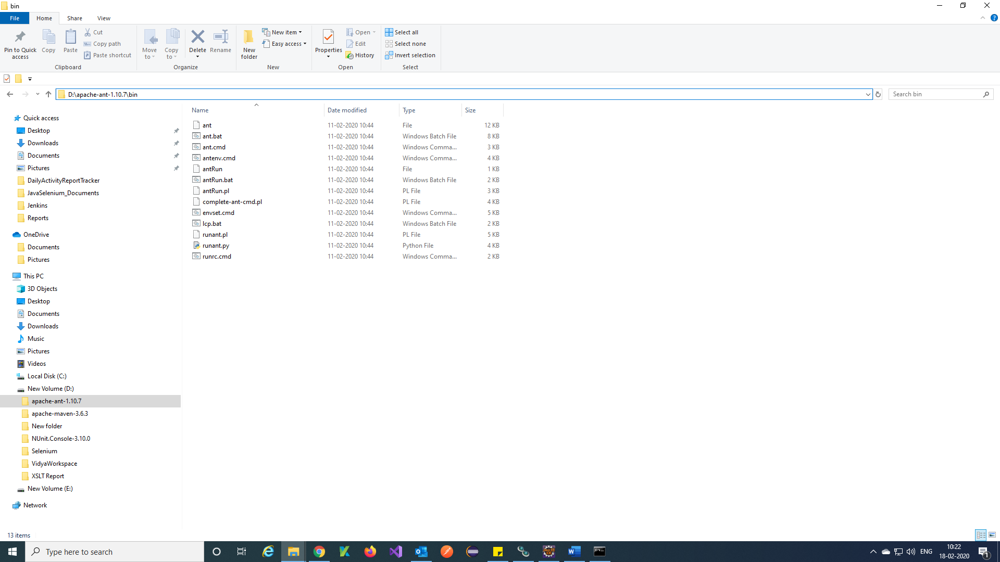 bin
File Home Share View
Pin to Quick access
Copy
Paste
Cut
Copy path
Paste shortcut
Clipboard
Move to
Copy to
Delete
Rename
Organize
New folder
New item
Easy access
New
Properties
Open
Edit
History
Open
Select all
Select none
Invert selection
Select
D:\apache-ant-1.10.7\bin
Search bin
Quick access
Desktop
Downloads
Documents
Pictures
DailyActivityReportTracker
JavaSelenium_Documents
Jenkins
Reports
OneDrive
Documents
Pictures
This PC
3D Objects
Desktop
Documents
Downloads
Music
Pictures
Videos
Local Disk (C:)
New Volume (D:)
apache-ant-1.10.7
apache-maven-3.6.3
New folder
NUnit.Console-3.10.0
Selenium
VidyaWorkspace
XSLT Report
New Volume (E:)
Network
Name Date modified Type Size
ant 11-02-2020 10:44 File 12 KB
ant.bat 11-02-2020 10:44 Windows Batch File 8 KB
ant.cmd 11-02-2020 10:44 Windows Comma... 3 KB
antenv.cmd 11-02-2020 10:44 Windows Comma... 4 KB
antRun 11-02-2020 10:44 File 1 KB
antRun.bat 11-02-2020 10:44 Windows Batch File 2 KB
antRun.pl 11-02-2020 10:44 PL File 3 KB
complete-ant-cmd.pl 11-02-2020 10:44 PL File 4 KB
envset.cmd 11-02-2020 10:44 Windows Comma... 5 KB
lcp.bat 11-02-2020 10:44 Windows Batch File 2 KB
runant.pl 11-02-2020 10:44 PL File 5 KB
runant.py 11-02-2020 10:44 Python File 4 KB
runrc.cmd 11-02-2020 10:44 Windows Comma... 2 KB
13 items
Type here to search
ENG
10:22
18-02-2020
1